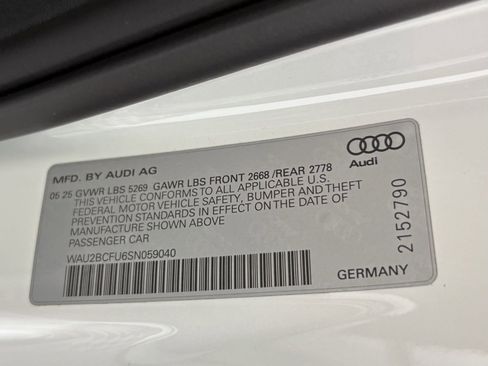 MFD. BY AUDI AG
05 25 GVWR LBS 5269 GAWR LBS FRONT 2668 /REAR 2778
THIS VEHICLE CONFORMS TO ALL APPLICABLE U.S.
FEDERAL MOTOR VEHICLE SAFETY, BUMPER, AND THEFT
PREVENTION STANDARDS IN EFFECT ON THE DATE OF
MANUFACTURE SHOWN ABOVE
PASSENGER CAR
WAU2BCFU6SN059040
Audi
2152790
GERMANY